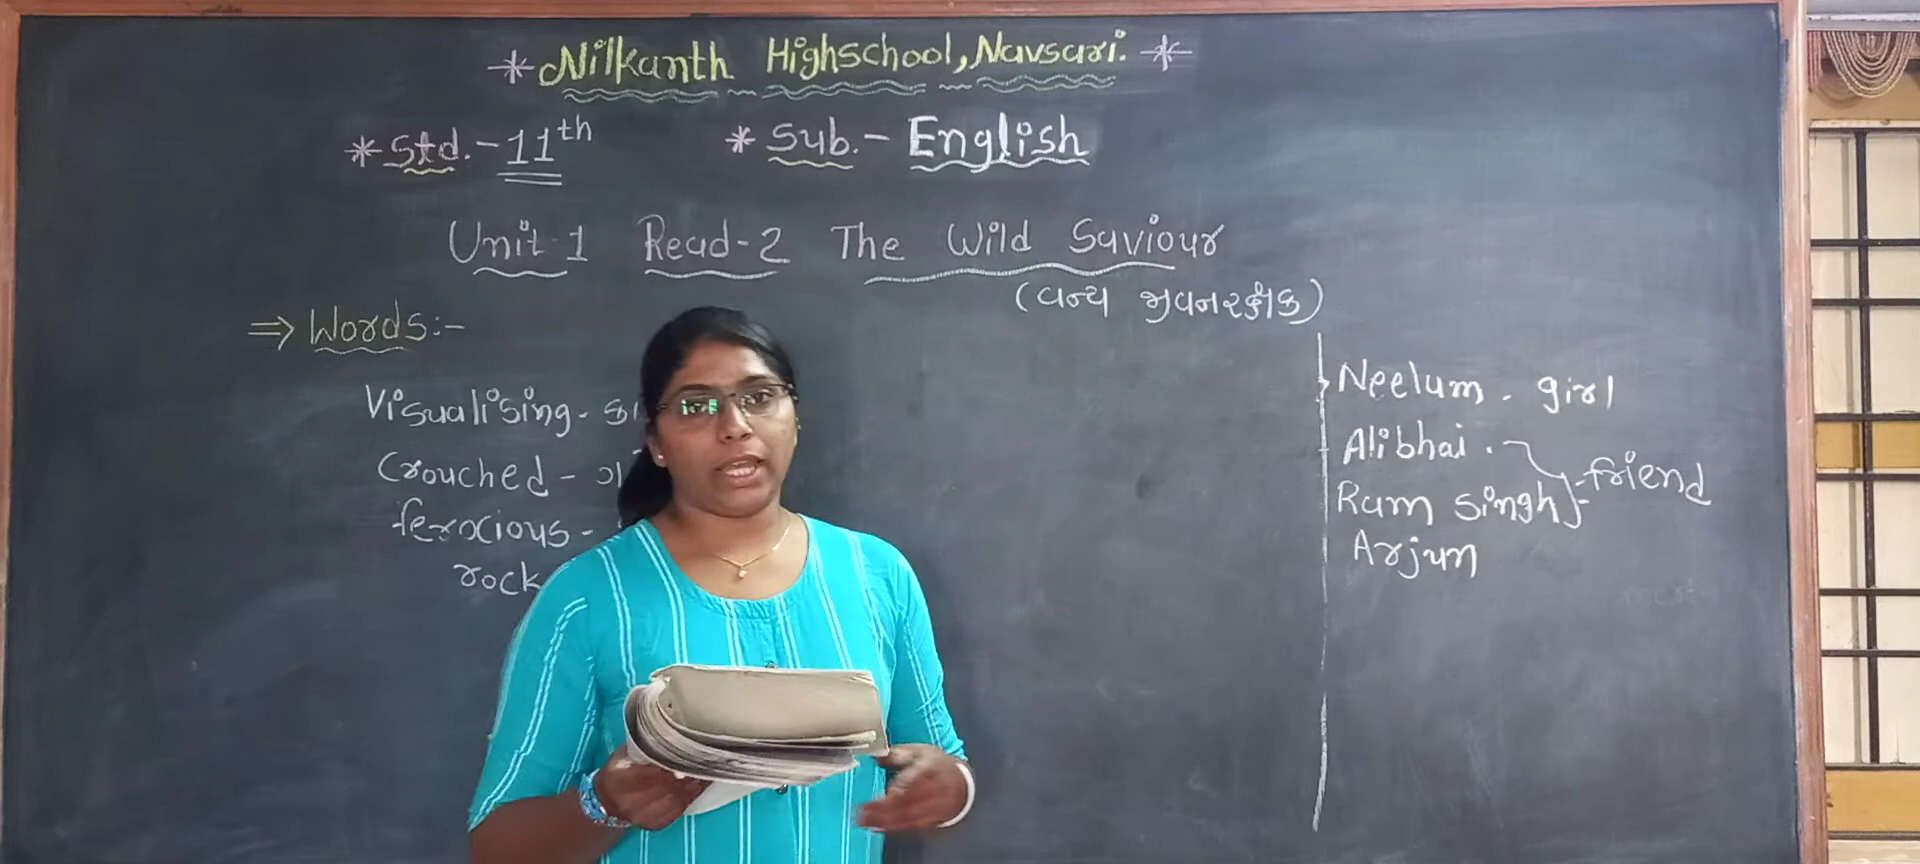 * Nilkanth Highschool, Navsari. *
* Std. - 11th * Sub. - English
Unit-1 Read-2 The Wild Saviour
(વન્ય જીવનરક્ષક)
⇒ Words:-
Visualising -
Crouched -
ferocious -
rock
Neelum - girl
Alibhai -
Ram Singh - friend
Arjun